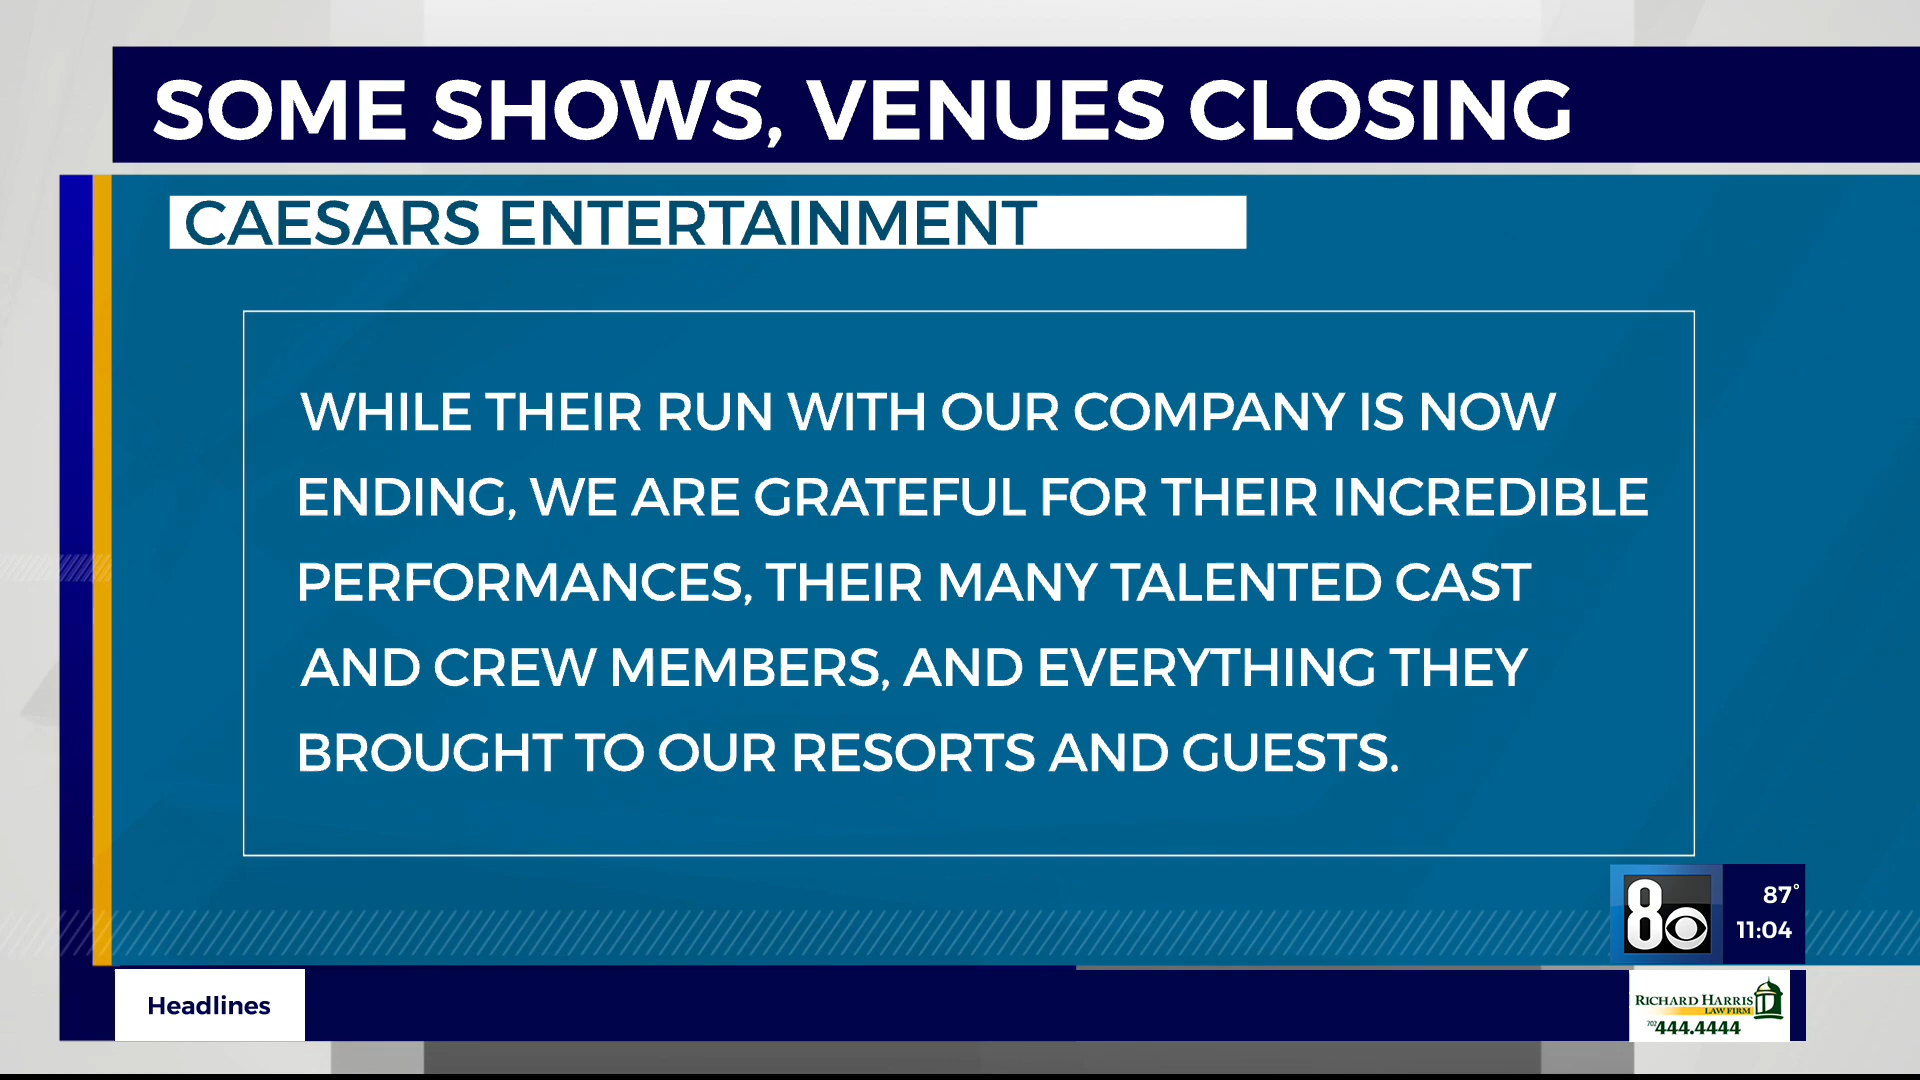 SOME SHOWS, VENUES CLOSING
CAESARS ENTERTAINMENT
WHILE THEIR RUN WITH OUR COMPANY IS NOW
ENDING, WE ARE GRATEFUL FOR THEIR INCREDIBLE
PERFORMANCES, THEIR MANY TALENTED CAST
AND CREW MEMBERS, AND EVERYTHING THEY
BROUGHT TO OUR RESORTS AND GUESTS.
8
87°
11:04
Headlines
RICHARD HARRIS
LAW FIRM
702 444.4444